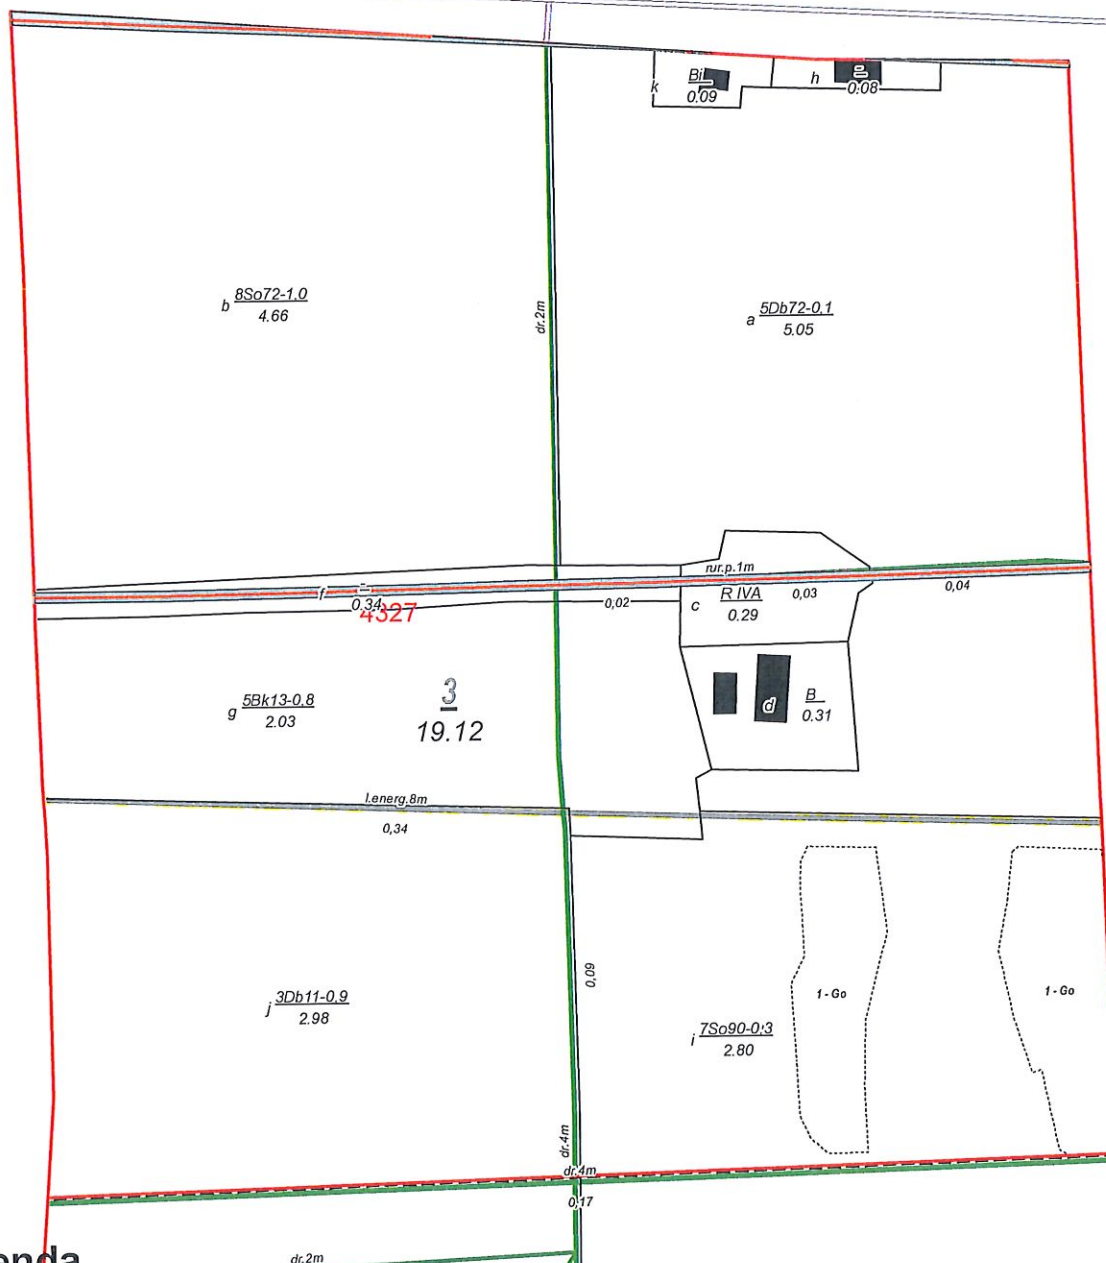 k
Bi
0.09
h
0.08
b
8So72-1,0
4.66
dr.2m
a
5Db72-0,1
5.05
rur.p.1m
f
0.34
4327
0,02
c
R IVA
0.29
0,03
0,04
g
5Bk13-0,8
2.03
3
19.12
d
B
0.31
l.energ.8m
0,34
0,09
j
3Db11-0,9
2.98
i
7So90-0,3
2.80
1 - Go
1 - Go
dr.4m
dr.4m
0,17
dr.2m